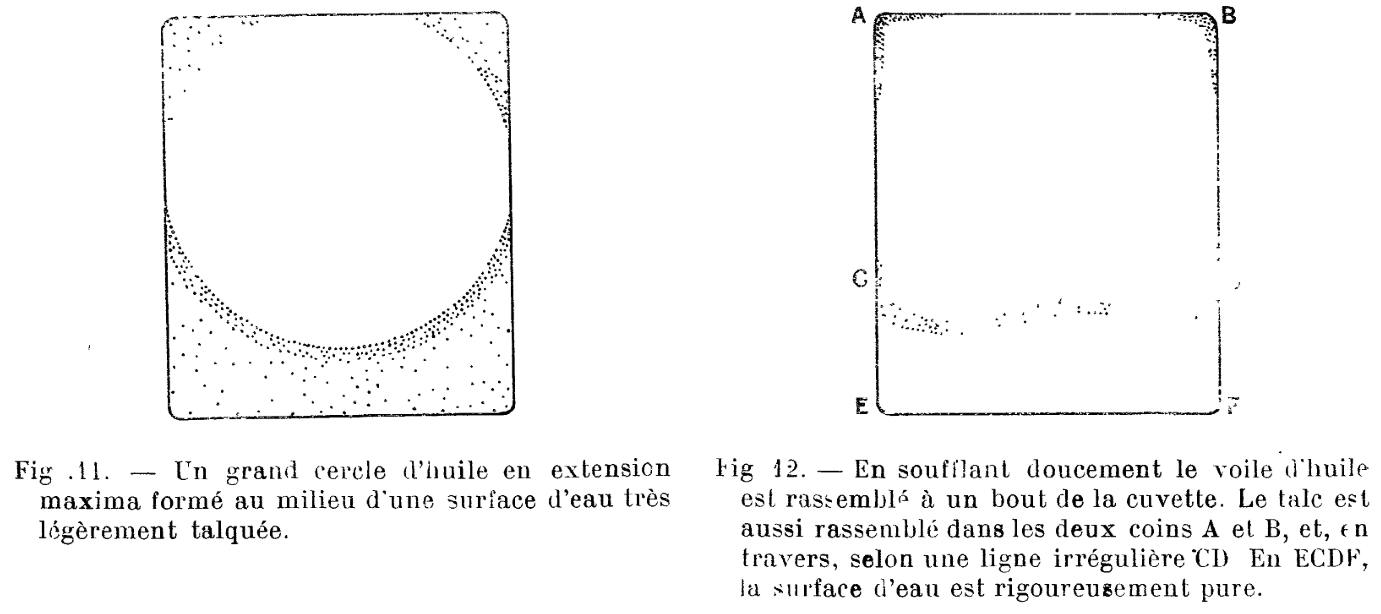 A
B
C
E
F
Fig .11. — Un grand cercle d'huile en extension
maxima formé au milieu d'une surface d'eau très
légèrement talquée.
Fig 12. — En soufflant doucement le voile d'huile
est rassemblé à un bout de la cuvette. Le talc est
aussi rassemblé dans les deux coins A et B, et, en
travers, selon une ligne irrégulière CD En ECDF,
la surface d'eau est rigoureusement pure.